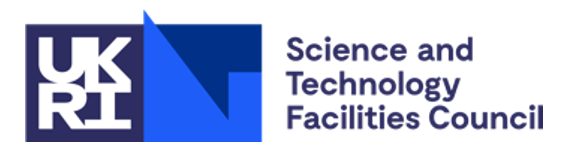 UK
RI
Science and
Technology
Facilities Council